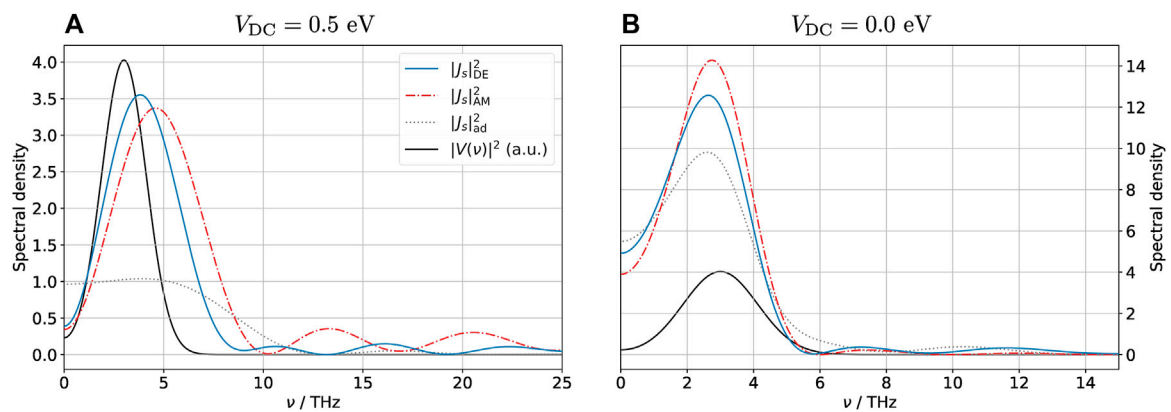 A
V_DC = 0.5 eV
4.0
3.5
3.0
2.5
2.0
1.5
1.0
0.5
0.0
Spectral density
|J_s|²_DE
|J_s|²_AM
|J_s|²_ad
|V(ν)|² (a.u.)
0 5 10 15 20 25
ν / THz
B
V_DC = 0.0 eV
14
12
10
8
6
4
2
0
Spectral density
0 2 4 6 8 10 12 14
ν / THz